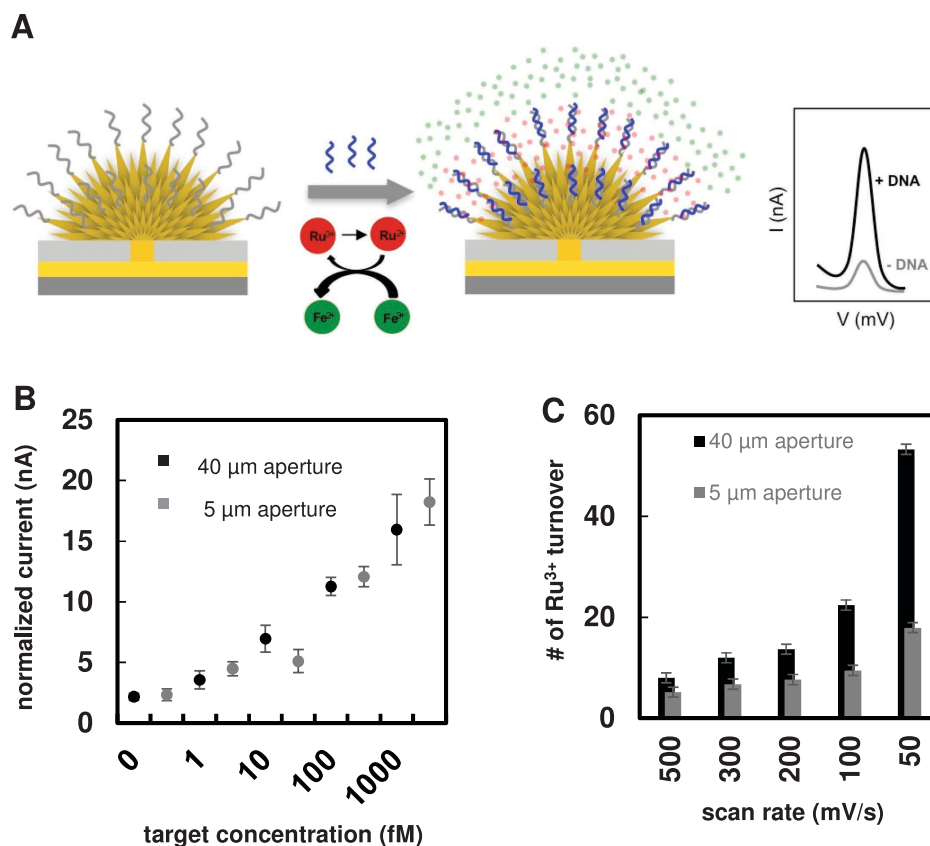 A
Ru³⁺ → Ru²⁺
Fe²⁺ Fe³⁺
I (nA)
+ DNA
- DNA
V (mV)
B
normalized current (nA)
25
20
15
10
5
0
40 μm aperture
5 μm aperture
0 1 10 100 1000
target concentration (fM)
C
# of Ru³⁺ turnover
60
40
20
0
40 μm aperture
5 μm aperture
500 300 200 100 50
scan rate (mV/s)